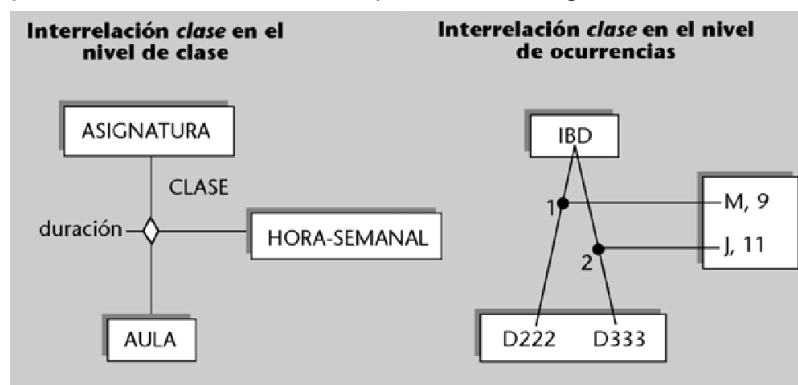 Interrelación clase en el
nivel de clase
ASIGNATURA
CLASE
duración
HORA-SEMANAL
AULA
Interrelación clase en el nivel
de ocurrencias
IBD
1
M, 9
J, 11
2
D222 D333